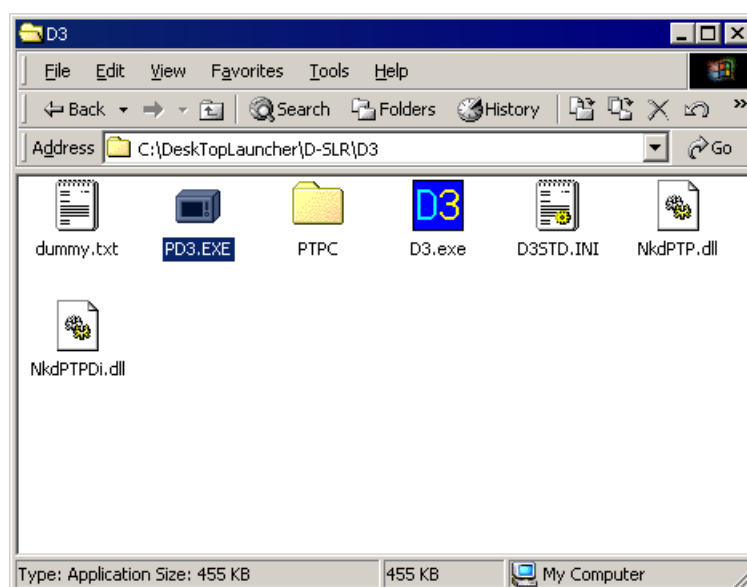 D3
File Edit View Favorites Tools Help
Back Search Folders History »
Address C:\DeskTopLauncher\D-SLR\D3 Go
D3
dummy.txt PD3.EXE PTPC D3.exe D3STD.INI NkdPTP.dll
NkdPTPDi.dll
Type: Application Size: 455 KB 455 KB My Computer